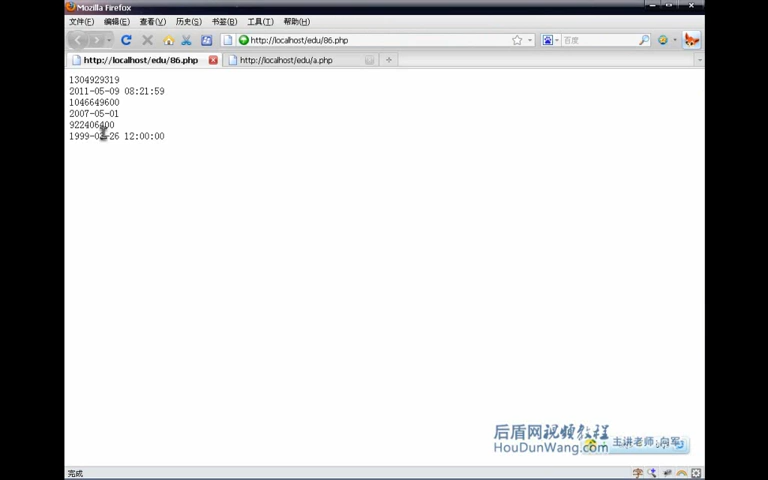 Mozilla Firefox
文件(F) 编辑(E) 查看(V) 历史(S) 书签(B) 工具(T) 帮助(H)
http://localhost/edu/86.php
百度
http://localhost/edu/86.php
http://localhost/edu/a.php
1304929319
2011-05-09 08:21:59
1046649600
2007-05-01
922406400
1999-03-26 12:00:00
后盾网视频教程
HouDunWang.com
主讲老师:向军
完成